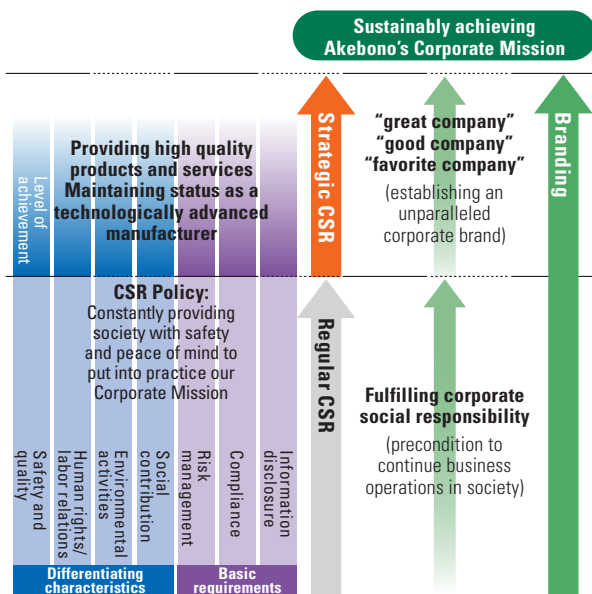 Sustainably achieving
Akebono's Corporate Mission
Level of
achievement
Providing high quality
products and services
Maintaining status as a
technologically advanced
manufacturer
Strategic CSR
“great company”
“good company”
“favorite company”
(establishing an
unparalleled
corporate brand)
Branding
CSR Policy:
Constantly providing
society with safety
and peace of mind to
put into practice our
Corporate Mission
Regular CSR
Fulfilling corporate
social responsibility
(precondition to
continue business
operations in society)
Safety and
quality
Human rights/
labor relations
Environmental
activities
Social
contribution
Risk
management
Compliance
Information
disclosure
Differentiating
characteristics
Basic
requirements